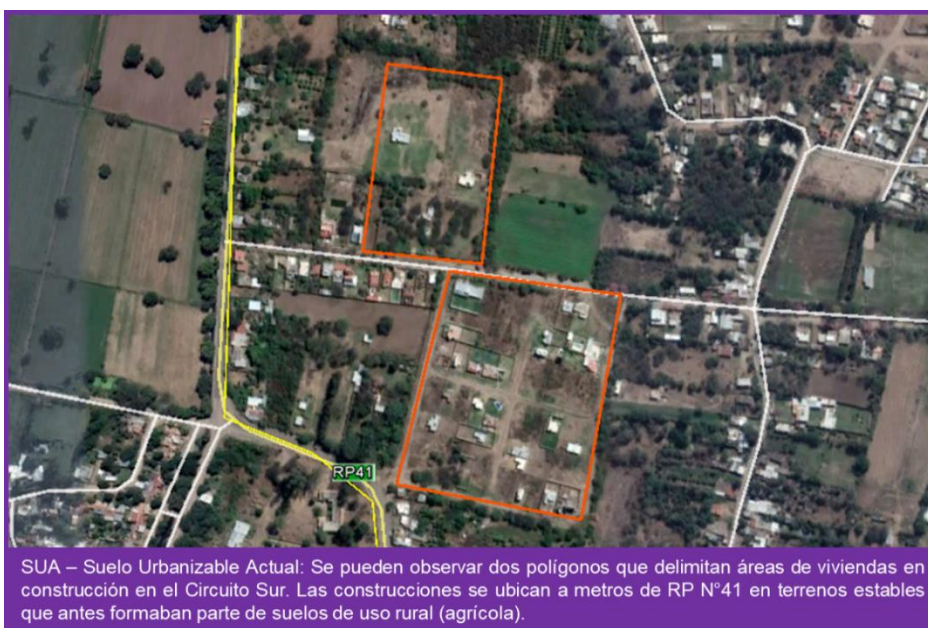 RP41
SUA – Suelo Urbanizable Actual: Se pueden observar dos polígonos que delimitan áreas de viviendas en
construcción en el Circuito Sur. Las construcciones se ubican a metros de RP N°41 en terrenos estables
que antes formaban parte de suelos de uso rural (agrícola).